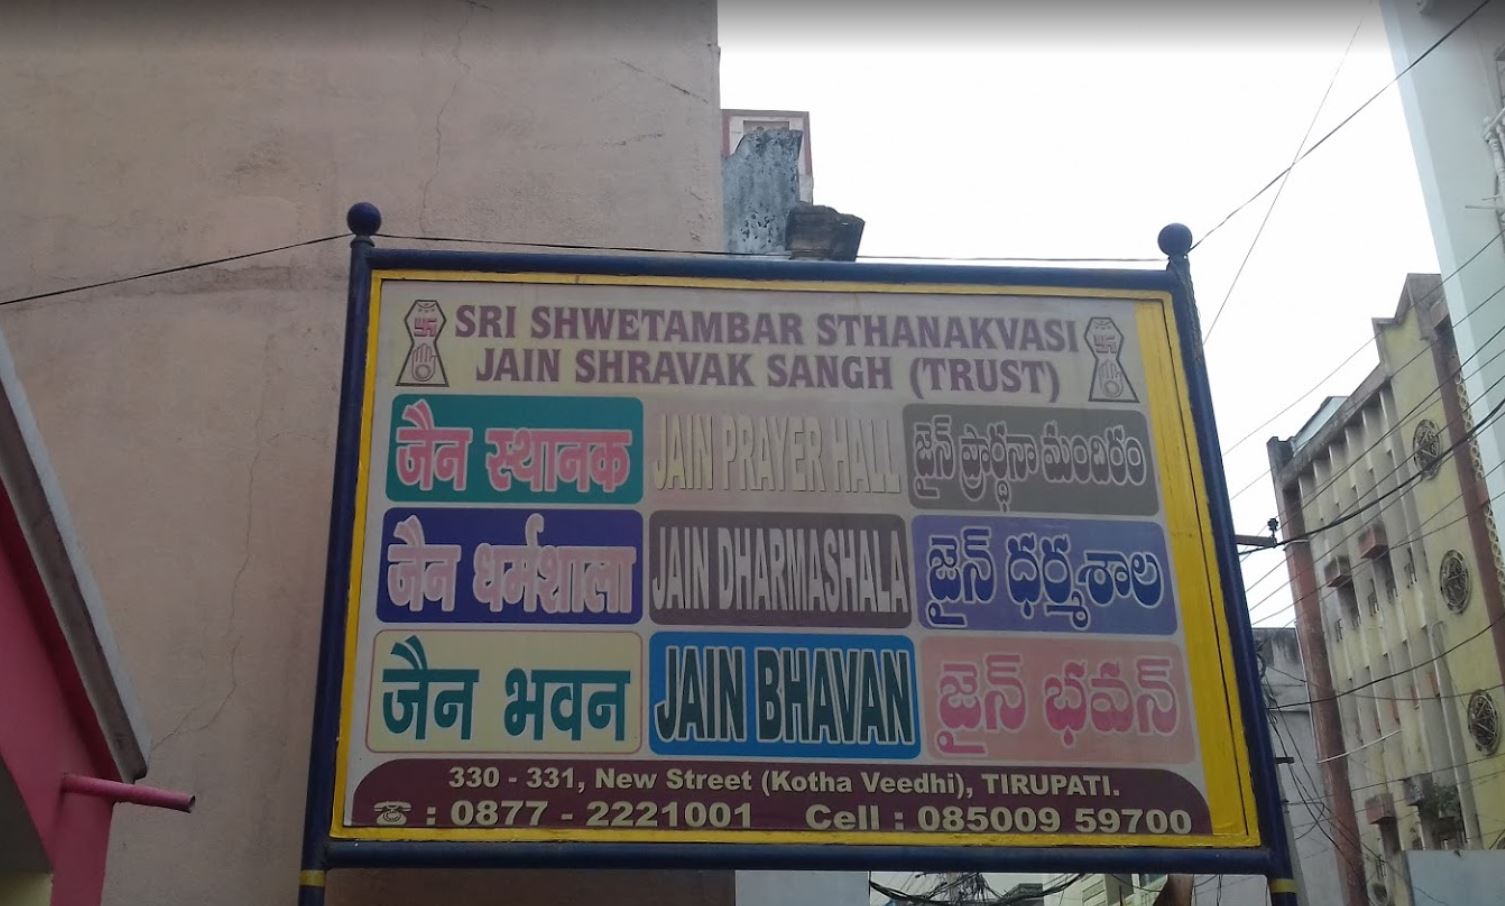 SRI SHWETAMBAR STHANAKVASI
JAIN SHRAVAK SANGH (TRUST)
जैन स्थानक JAIN PRAYER HALL జైన్ ప్రార్థనా మందిరం
जैन धर्मशाला JAIN DHARMASHALA జైన్ ధర్మశాల
जैन भवन JAIN BHAVAN జైన్ భవన్
330 - 331, New Street (Kotha Veedhi), TIRUPATI.
☎ : 0877 - 2221001 Cell : 085009 59700